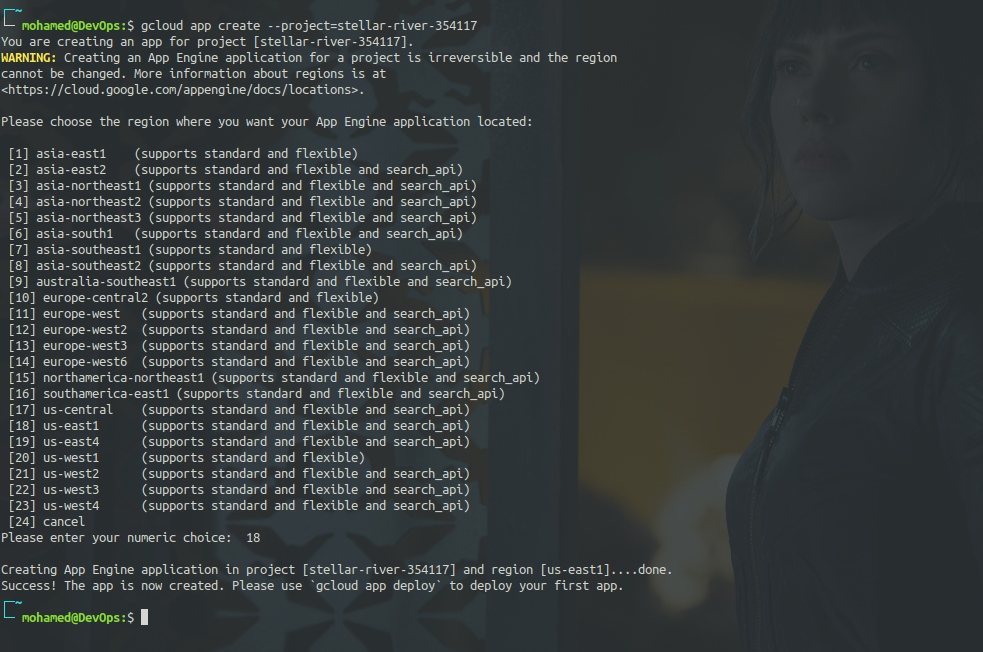 ~
mohamed@DevOps:$ gcloud app create --project=stellar-river-354117
You are creating an app for project [stellar-river-354117].
WARNING: Creating an App Engine application for a project is irreversible and the region
cannot be changed. More information about regions is at
<https://cloud.google.com/appengine/docs/locations>.
Please choose the region where you want your App Engine application located:
[1] asia-east1    (supports standard and flexible)
[2] asia-east2    (supports standard and flexible and search_api)
[3] asia-northeast1 (supports standard and flexible and search_api)
[4] asia-northeast2 (supports standard and flexible and search_api)
[5] asia-northeast3 (supports standard and flexible and search_api)
[6] asia-south1   (supports standard and flexible and search_api)
[7] asia-southeast1 (supports standard and flexible)
[8] asia-southeast2 (supports standard and flexible and search_api)
[9] australia-southeast1 (supports standard and flexible and search_api)
[10] europe-central2 (supports standard and flexible)
[11] europe-west   (supports standard and flexible and search_api)
[12] europe-west2  (supports standard and flexible and search_api)
[13] europe-west3  (supports standard and flexible and search_api)
[14] europe-west6  (supports standard and flexible and search_api)
[15] northamerica-northeast1 (supports standard and flexible and search_api)
[16] southamerica-east1 (supports standard and flexible and search_api)
[17] us-central    (supports standard and flexible and search_api)
[18] us-east1      (supports standard and flexible and search_api)
[19] us-east4      (supports standard and flexible and search_api)
[20] us-west1      (supports standard and flexible)
[21] us-west2      (supports standard and flexible and search_api)
[22] us-west3      (supports standard and flexible and search_api)
[23] us-west4      (supports standard and flexible and search_api)
[24] cancel
Please enter your numeric choice:  18
Creating App Engine application in project [stellar-river-354117] and region [us-east1]....done.
Success! The app is now created. Please use `gcloud app deploy` to deploy your first app.
~
mohamed@DevOps:$